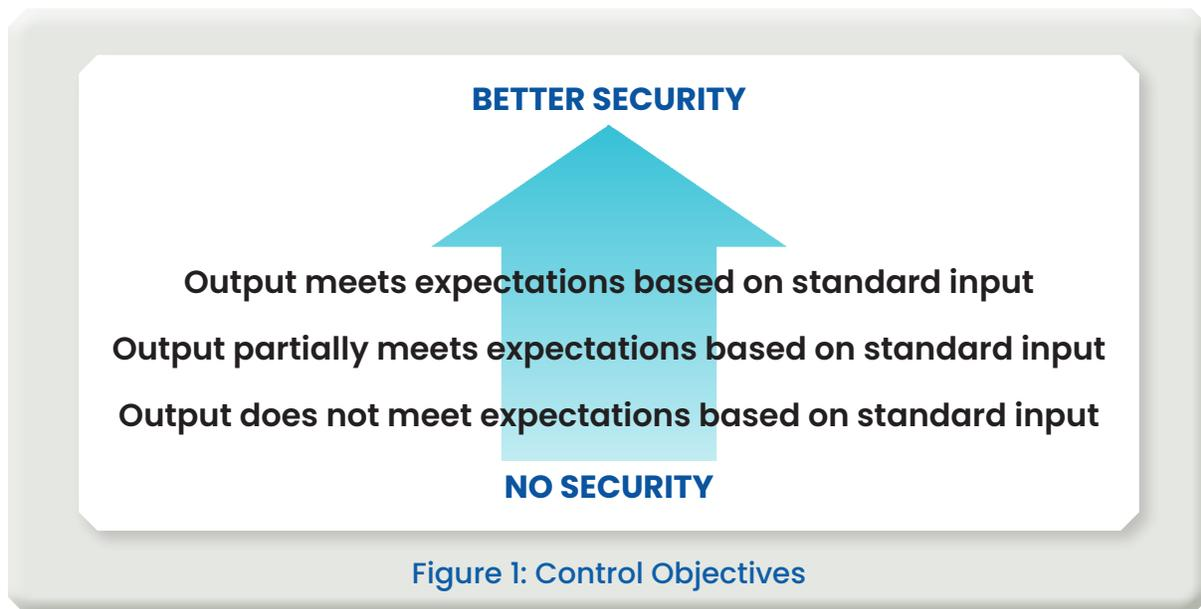 BETTER SECURITY
Output meets expectations based on standard input
Output partially meets expectations based on standard input
Output does not meet expectations based on standard input
NO SECURITY
Figure 1: Control Objectives